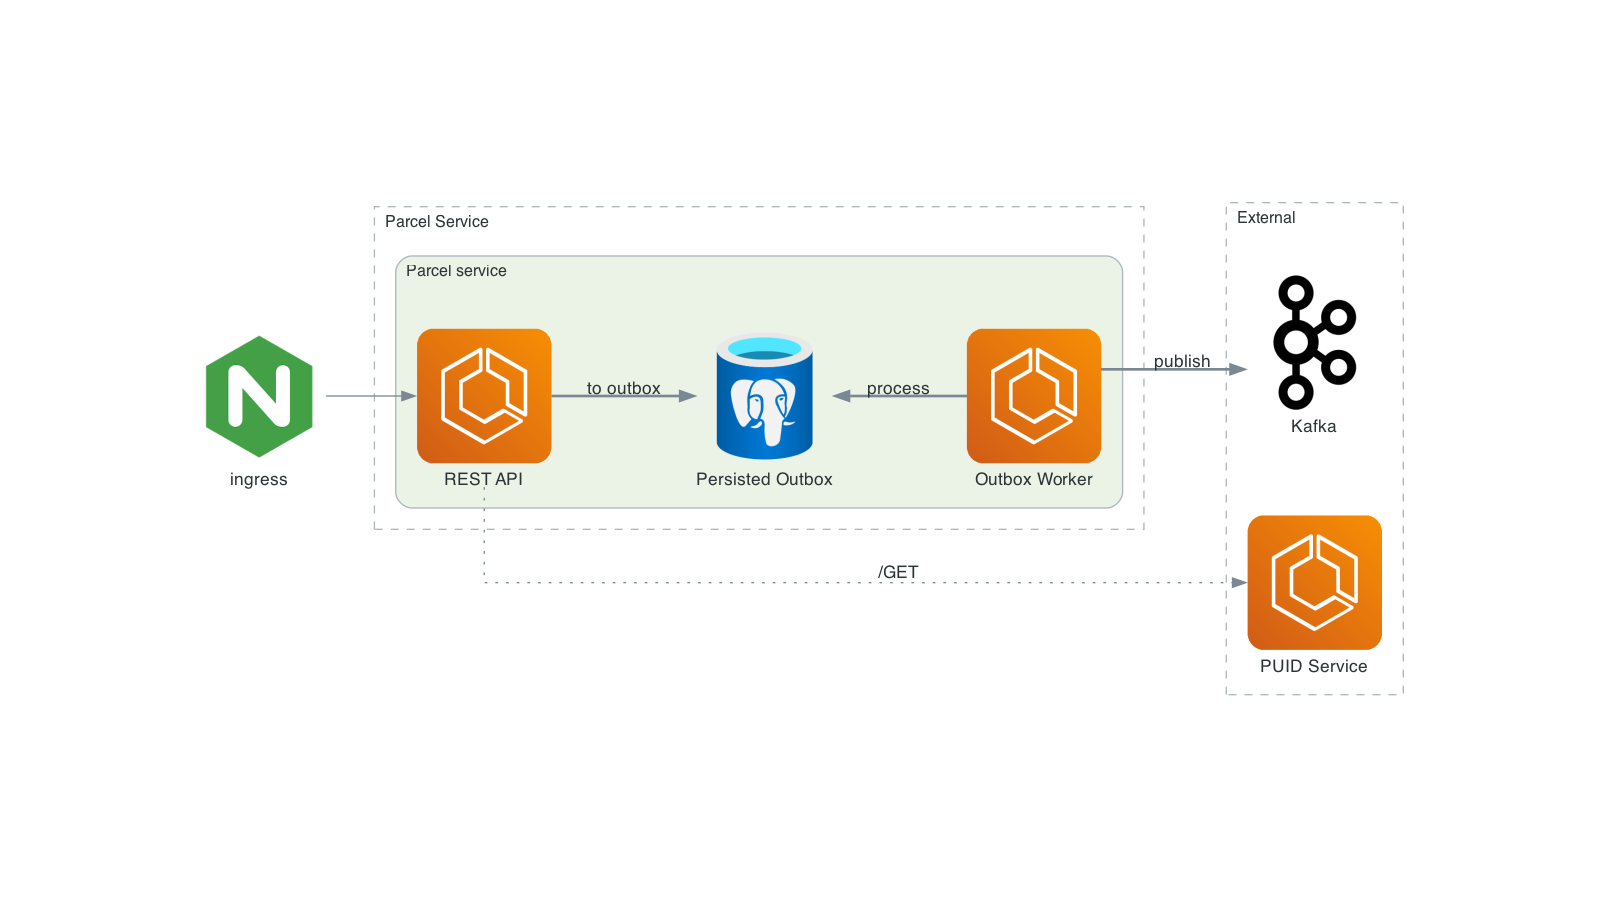 Parcel Service
External
Parcel service
N
to outbox
process
publish
ingress
REST API
Persisted Outbox
Outbox Worker
Kafka
/GET
PUID Service